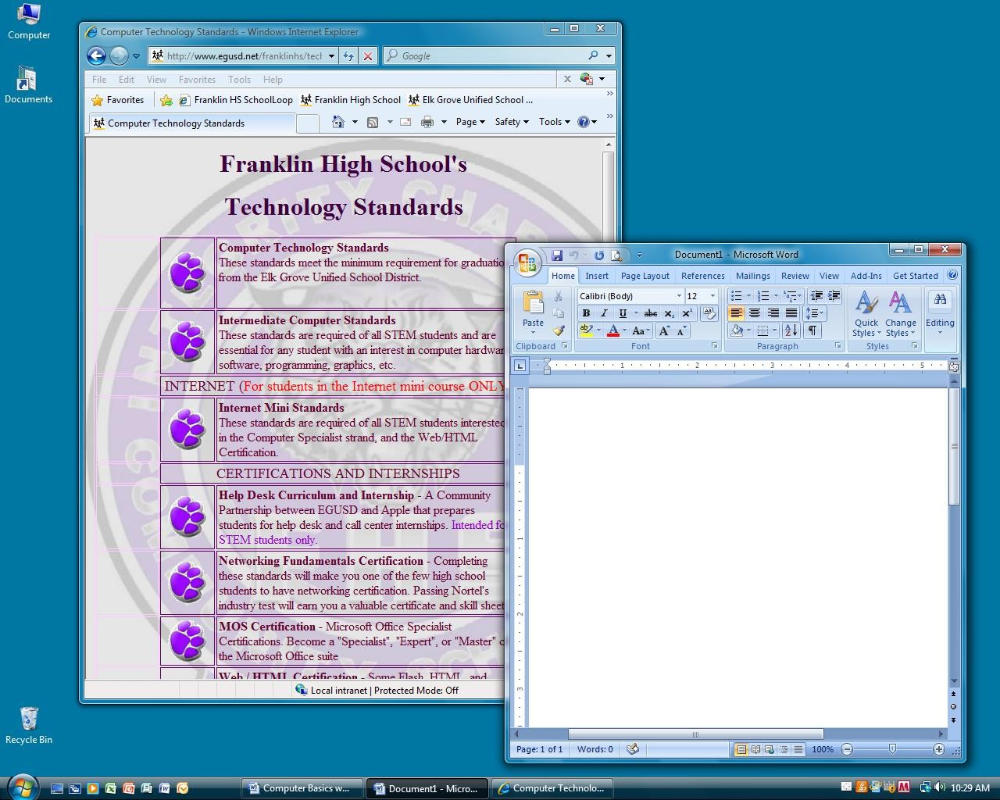 Computer
Documents
Recycle Bin
Computer Technology Standards - Windows Internet Explorer
http://www.egusd.net/franklinhs/tecl
Google
File Edit View Favorites Tools Help
Favorites Franklin HS SchoolLoop Franklin High School Elk Grove Unified School ...
Computer Technology Standards
Page Safety Tools
Franklin High School's
Technology Standards
Computer Technology Standards
These standards meet the minimum requirement for graduatio
from the Elk Grove Unified School District.
Intermediate Computer Standards
These standards are required of all STEM students and are
essential for any student with an interest in computer hardwar
software, programming, graphics, etc.
INTERNET (For students in the Internet mini course ONLY
Internet Mini Standards
These standards are required of all STEM students interested
in the Computer Specialist strand, and the Web/HTML
Certification.
CERTIFICATIONS AND INTERNSHIPS
Help Desk Curriculum and Internship - A Community
Partnership between EGUSD and Apple that prepares
students for help desk and call center internships. Intended fo
STEM students only.
Networking Fundamentals Certification - Completing
these standards will make you one of the few high school
students to have networking certification. Passing Nortel's
industry test will earn you a valuable certificate and skill sheet
MOS Certification - Microsoft Office Specialist
Certifications. Become a "Specialist", "Expert", or "Master" o
the Microsoft Office suite
Web / HTML Certification - Some Flash, HTML, and
Local intranet | Protected Mode: Off
Document1 - Microsoft Word
Home Insert Page Layout References Mailings Review View Add-Ins Get Started
Calibri (Body) 12
Paste
B I U abc x₂ x²
ab A Aa A A
Quick Styles
Change Styles
Editing
Clipboard Font Paragraph Styles
1 2 3 4 5
1
2
3
Page: 1 of 1 Words: 0 100%
Computer Basics w... Document1 - Micro... Computer Technolo... 10:29 AM